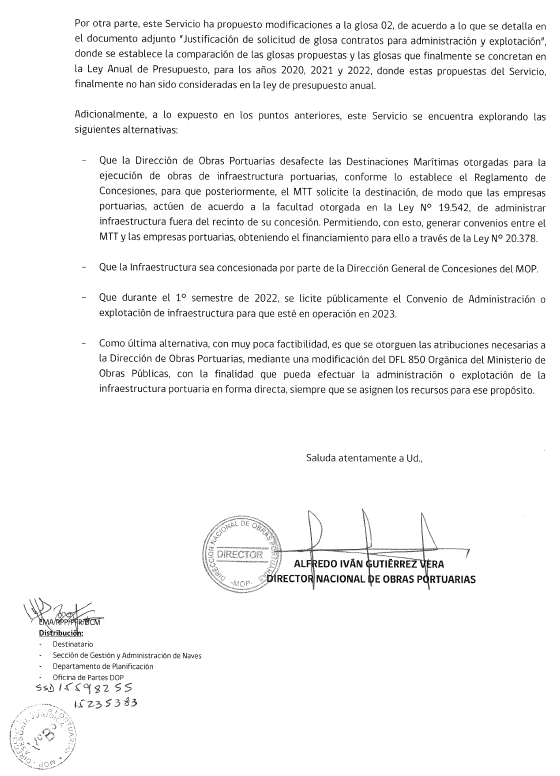 Por otra parte, este Servicio ha propuesto modificaciones a la glosa 02, de acuerdo a lo que se detalla en
el documento adjunto "Justificación de solicitud de glosa contratos para administración y explotación",
donde se establece la comparación de las glosas propuestas y las glosas que finalmente se concretan en
la Ley Anual de Presupuesto, para los años 2020, 2021 y 2022, donde estas propuestas del Servicio,
finalmente no han sido consideradas en la ley de presupuesto anual.
Adicionalmente, a lo expuesto en los puntos anteriores, este Servicio se encuentra explorando las
siguientes alternativas:
- Que la Dirección de Obras Portuarias desafecte las Destinaciones Marítimas otorgadas para la
ejecución de obras de infraestructura portuarias, conforme lo establece el Reglamento de
Concesiones, para que posteriormente, el MTT solicite la destinación, de modo que las empresas
portuarias, actúen de acuerdo a la facultad otorgada en la Ley N° 19.542, de administrar
infraestructura fuera del recinto de su concesión. Permitiendo, con esto, generar convenios entre el
MTT y las empresas portuarias, obteniendo el financiamiento para ello a través de la Ley N° 20.378.
- Que la Infraestructura sea concesionada por parte de la Dirección General de Concesiones del MOP.
- Que durante el 1° semestre de 2022, se licite públicamente el Convenio de Administración o
explotación de infraestructura para que esté en operación en 2023.
- Como última alternativa, con muy poca factibilidad, es que se otorguen las atribuciones necesarias a
la Dirección de Obras Portuarias, mediante una modificación del DFL 850 Orgánica del Ministerio de
Obras Públicas, con la finalidad que pueda efectuar la administración o explotación de la
infraestructura portuaria en forma directa, siempre que se asignen los recursos para ese propósito.
Saluda atentamente a Ud.,
DIRECCION NACIONAL DE OBRAS PORTUARIAS
DIRECTOR
-MOP-
ALFREDO IVÁN GUTIÉRREZ VERA
DIRECTOR NACIONAL DE OBRAS PORTUARIAS
Distribución:
- Destinatario
- Sección de Gestión y Administración de Naves
- Departamento de Planificación
- Oficina de Partes DOP
SSD 15598255
15235383
V°B°
MOP